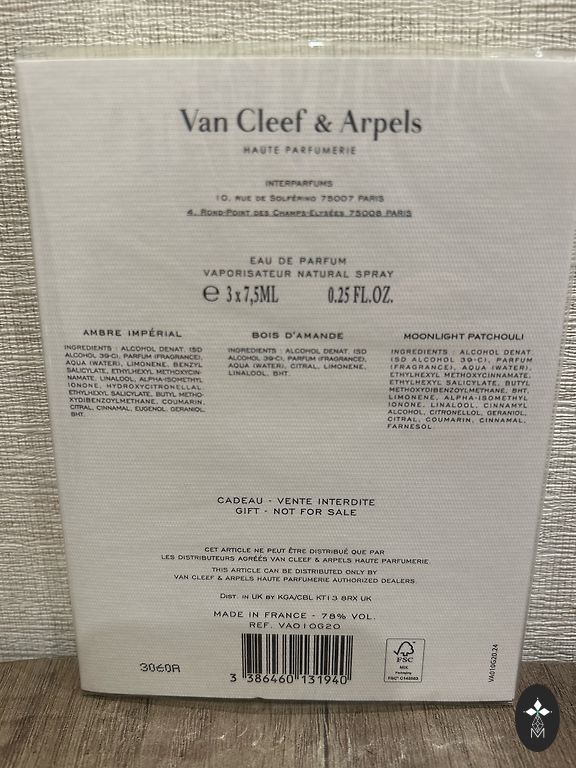 Van Cleef & Arpels
HAUTE PARFUMERIE
INTERPARFUMS
10, RUE DE SOLFÉRINO 75007 PARIS
4, ROND-POINT DES CHAMPS-ELYSÉES 75008 PARIS
EAU DE PARFUM
VAPORISATEUR NATURAL SPRAY
℮ 3x7,5ML 0.25 FL.OZ.
AMBRE IMPÉRIAL
INGREDIENTS : ALCOHOL DENAT. (SD
ALCOHOL 39-C), PARFUM (FRAGRANCE),
AQUA (WATER), LIMONENE, BENZYL
SALICYLATE, ETHYLHEXYL METHOXYCIN-
NAMATE, LINALOOL, ALPHA-ISOMETHYL
IONONE, HYDROXYCITRONELLAL,
ETHYLHEXYL SALICYLATE, BUTYL METHO-
XYDIBENZOYLMETHANE, COUMARIN,
CITRAL, CINNAMAL, EUGENOL, GERANIOL,
BHT.
BOIS D'AMANDE
INGREDIENTS : ALCOHOL DENAT. (SD
ALCOHOL 39-C), PARFUM (FRAGRANCE),
AQUA (WATER), CITRAL, LIMONENE,
LINALOOL, BHT.
MOONLIGHT PATCHOULI
INGREDIENTS : ALCOHOL DENAT.
(SD ALCOHOL 39-C), PARFUM
(FRAGRANCE), AQUA (WATER),
ETHYLHEXYL METHOXYCINNAMATE,
ETHYLHEXYL SALICYLATE, BUTYL
METHOXYDIBENZOYLMETHANE, BHT,
LIMONENE, ALPHA-ISOMETHYL
IONONE, LINALOOL, CINNAMYL
ALCOHOL, CITRONELLOL, GERANIOL,
CITRAL, COUMARIN, CINNAMAL,
FARNESOL.
CADEAU - VENTE INTERDITE
GIFT - NOT FOR SALE
CET ARTICLE NE PEUT ÊTRE DISTRIBUÉ QUE PAR
LES DISTRIBUTEURS AGRÉÉS VAN CLEEF & ARPELS HAUTE PARFUMERIE
THIS ARTICLE CAN BE DISTRIBUTED ONLY BY
VAN CLEEF & ARPELS HAUTE PARFUMERIE AUTHORIZED DEALERS.
DIST. IN UK BY KGA/CBL KT13 8RX UK
MADE IN FRANCE - 78% VOL.
REF. VA010G20
3060A
3 386460 131940
FSC
MIX
VA010G20.24
M